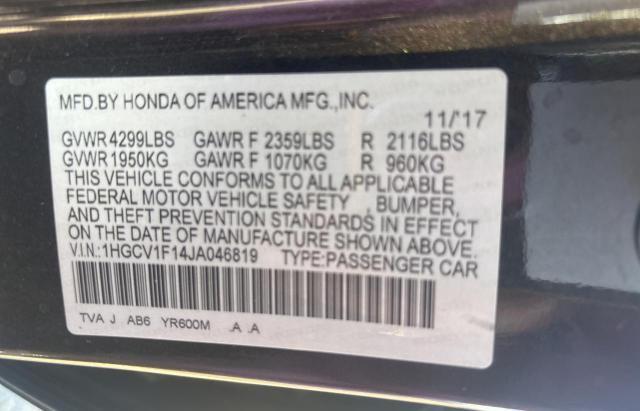 MFD.BY HONDA OF AMERICA MFG.,INC.
11/'17
GVWR 4299LBS GAWR F 2359LBS R 2116LBS
GVWR 1950KG GAWR F 1070KG R 960KG
THIS VEHICLE CONFORMS TO ALL APPLICABLE
FEDERAL MOTOR VEHICLE SAFETY , BUMPER,
AND THEFT PREVENTION STANDARDS IN EFFECT
ON THE DATE OF MANUFACTURE SHOWN ABOVE.
V.I.N.:1HGCV1F14JA046819 TYPE:PASSENGER CAR
TVA J AB6 YR600M .A .A